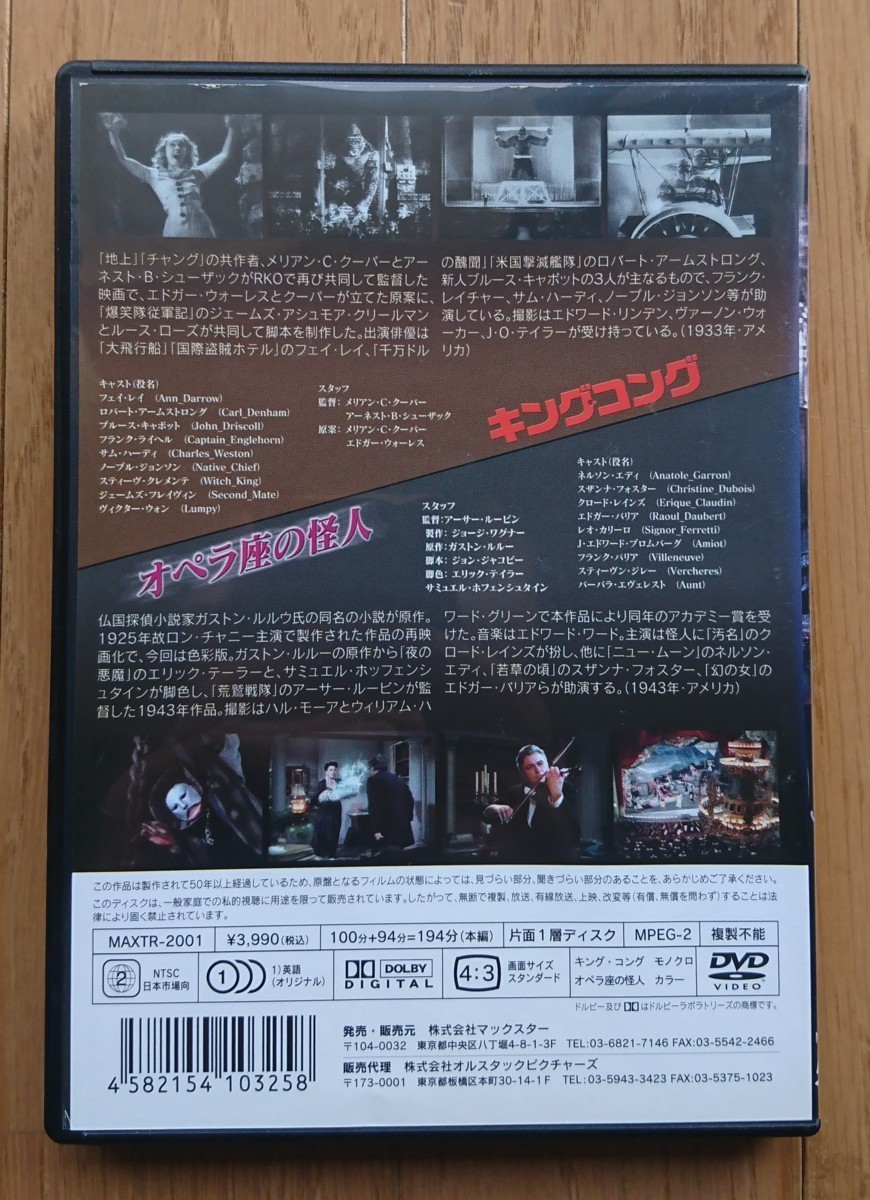 「地上」「チャング」の共作者、メリアン・C・クーパーとアー
ネスト・B・シューザックがRKOで再び共同して監督した
映画で、エドガー・ウォーレスとクーパーが立てた原案に、
「爆笑隊従軍記」のジェームズ・アシュモア・クリールマン
とルース・ローズが共同して脚本を制作した。出演俳優は
「大飛行船」「国際盗賊ホテル」のフェイ・レイ、「千万ドル
の醜聞」「米国撃滅艦隊」のロバート・アームストロング、
新人ブルース・キャボットの3人が主なるもので、フランク・
レイチャー、サム・ハーディ、ノーブル・ジョンソン等が助
演している。撮影はエドワード・リンデン、ヴァーノン・ウォ
ーカー、J・O・テイラーが受け持っている。(1933年・アメ
リカ)
キャスト(役名)
フェイ・レイ (Ann_Darrow)
ロバート・アームストロング (Carl_Denham)
ブルース・キャボット (John_Driscoll)
フランク・ライヘル (Captain_Englehorn)
サム・ハーディ (Charles_Weston)
ノーブル・ジョンソン (Native_Chief)
スティーヴ・クレメンテ (Witch_King)
ジェームズ・フレイヴィン (Second_Mate)
ヴィクター・ウォン (Lumpy)
スタッフ
監督: メリアン・C・クーパー
アーネスト・B・シューザック
原案: メリアン・C・クーパー
エドガー・ウォーレス
キングコング
オペラ座の怪人
スタッフ
監督:アーサー・ルービン
製作: ジョージ・ワグナー
原作:ガストン・ルルー
脚本: ジョン・ジャコビー
脚色: エリック・テイラー
サミュエル・ホフェンシュタイン
キャスト(役名)
ネルソン・エディ (Anatole_Garron)
スザンナ・フォスター (Christine_Dubois)
クロード・レインズ (Erique_Claudin)
エドガー・バリア (Raoul_Daubert)
レオ・カリーロ (Signor_Ferretti)
J・エドワード・ブロムバーグ (Amiot)
フランク・パリア (Villeneuve)
スティーヴン・ジレー (Vercheres)
バーバラ・エヴェレスト (Aunt)
仏国探偵小説家ガストン・ルルウ氏の同名の小説が原作。
1925年故ロン・チャニー主演で製作された作品の再映
画化で、今回は色彩版。ガストン・ルルーの原作から「夜の
悪魔」のエリック・テーラーと、サミュエル・ホッフェンシ
ュタインが脚色し、「荒鷲戦隊」のアーサー・ルービンが監
督した1943年作品。撮影はハル・モーアとウィリアム・ハ
ワード・グリーンで本作品により同年のアカデミー賞を受
けた。音楽はエドワード・ワード。主演は怪人に「汚名」のク
ロード・レインズが扮し、他に「ニュー・ムーン」のネルソン・
エディ、「若草の頃」のスザンナ・フォスター、「幻の女」の
エドガー・バリアらが助演する。(1943年・アメリカ)
この作品は製作されて50年以上経過しているため、原盤となるフィルムの状態によっては、見づらい部分、聞きづらい部分のあることを、あらかじめご了承ください。
このディスクは、一般家庭での私的視聴に用途を限って販売されています。したがって、無断で複製、放送、有線放送、上映、改変等(有償、無償を問わず)することは法
律により固く禁止されています。
MAXTR-2001 ¥3,990(税込) 100分+94分=194分(本編) 片面1層ディスク MPEG-2 複製不能
2 NTSC
日本市場向
1 1)英語
(オリジナル)
DOLBY
DIGITAL
4:3 画面サイズ
スタンダード
キング・コング モノクロ
オペラ座の怪人 カラー
DVD
VIDEO
ドルビー及び はドルビーラボラトリーズの商標です。
4 582154 103258
発売・販売元 株式会社マックスター
〒104-0032 東京都中央区八丁堀4-8-1-3F TEL:03-6821-7146 FAX:03-5542-2466
販売代理 株式会社オルスタックピクチャーズ
〒173-0001 東京都板橋区本町30-14-1F TEL:03-5943-3423 FAX:03-5375-1023